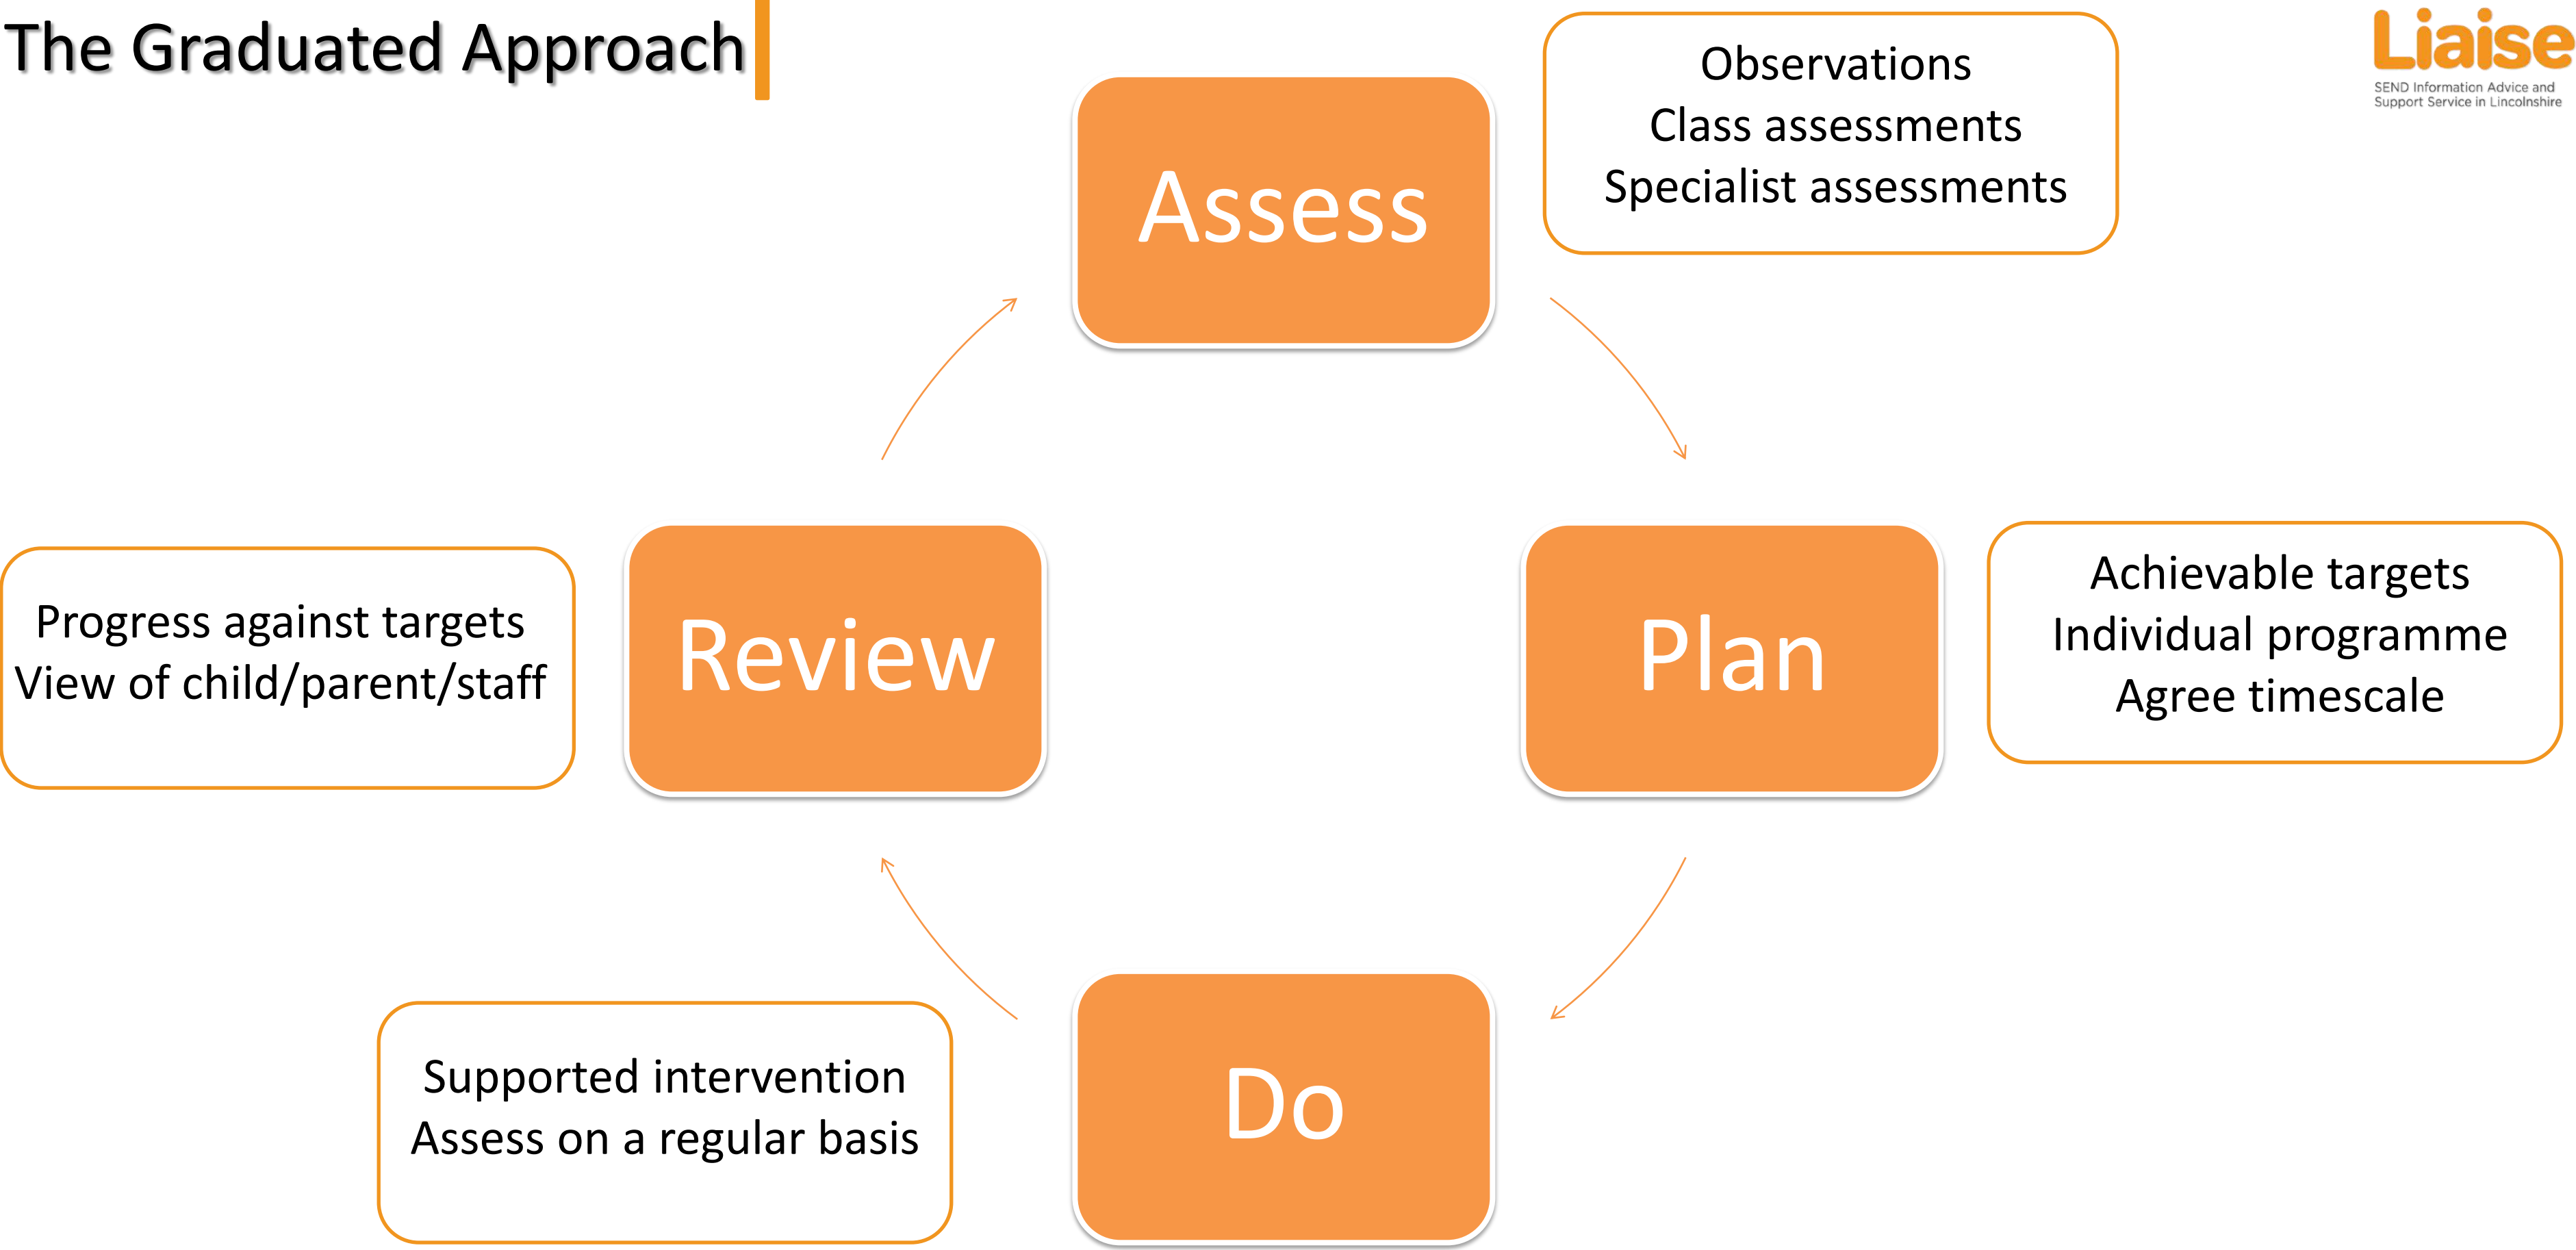 The Graduated Approach
Liaise
SEND Information Advice and
Support Service in Lincolnshire
Assess
Observations
Class assessments
Specialist assessments
Plan
Achievable targets
Individual programme
Agree timescale
Do
Supported intervention
Assess on a regular basis
Review
Progress against targets
View of child/parent/staff